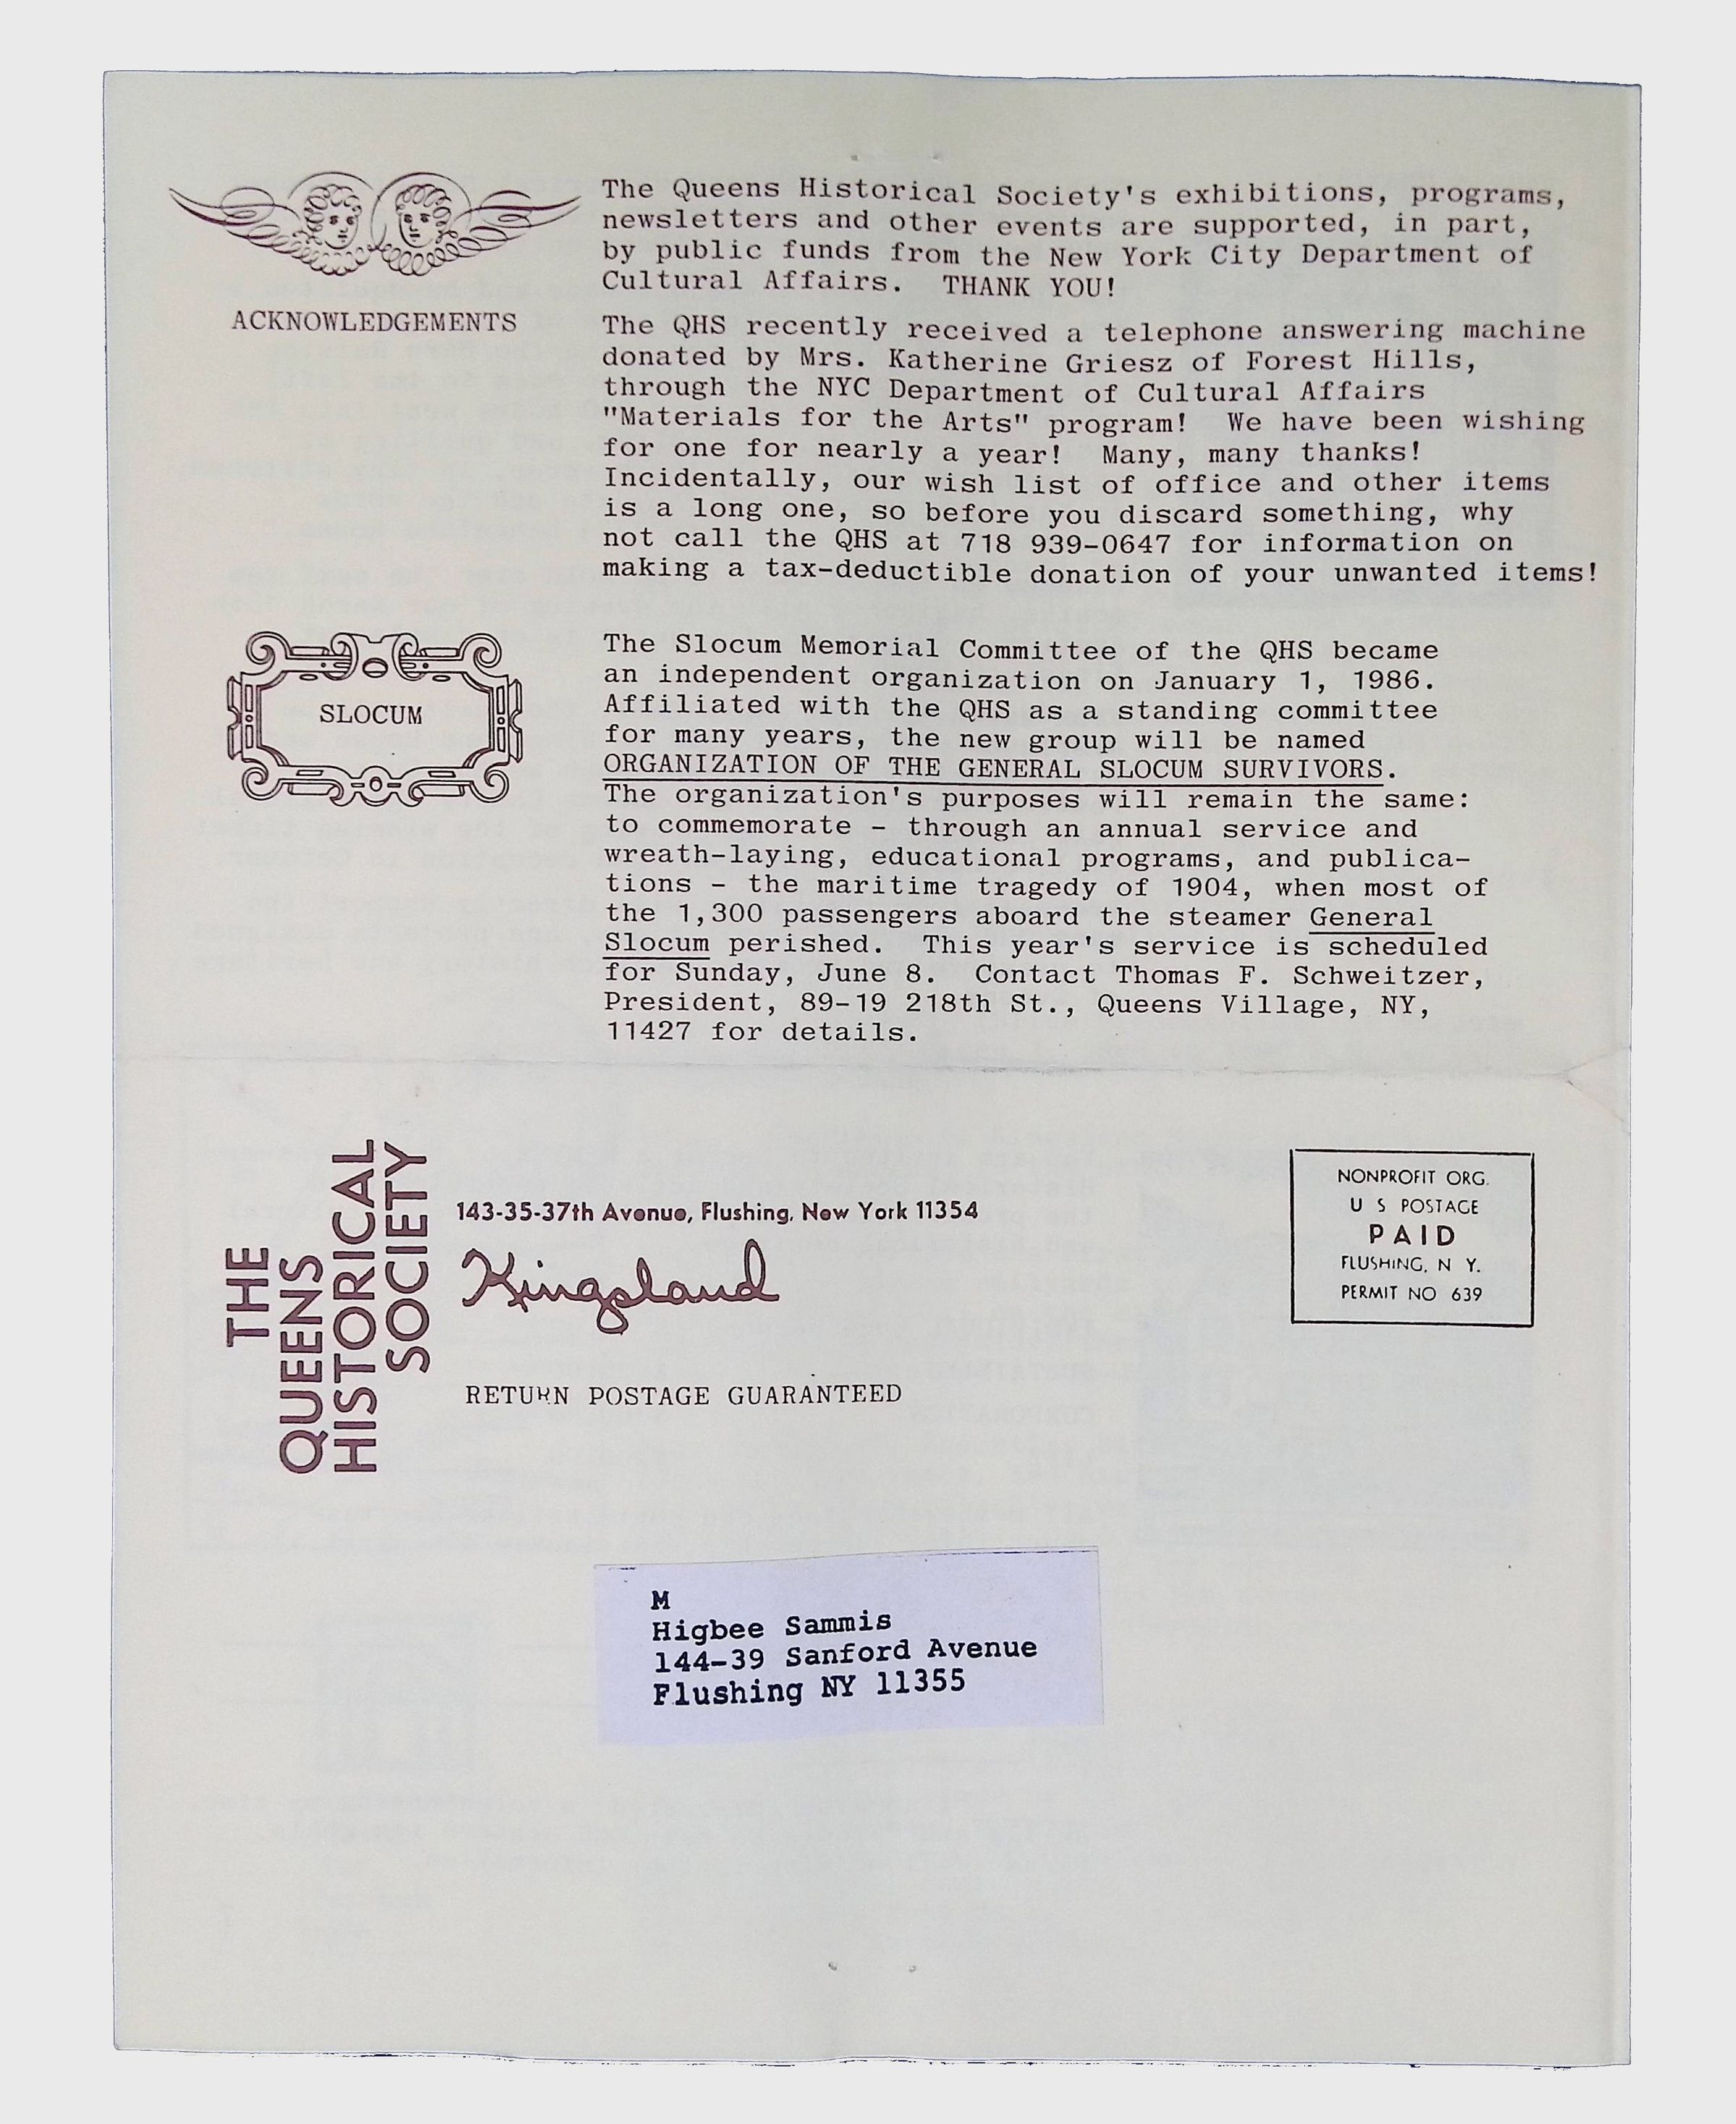 The Queens Historical Society's exhibitions, programs,
newsletters and other events are supported, in part,
by public funds from the New York City Department of
Cultural Affairs. THANK YOU!
ACKNOWLEDGEMENTS
The QHS recently received a telephone answering machine
donated by Mrs. Katherine Griesz of Forest Hills,
through the NYC Department of Cultural Affairs
"Materials for the Arts" program! We have been wishing
for one for nearly a year! Many, many thanks!
Incidentally, our wish list of office and other items
is a long one, so before you discard something, why
not call the QHS at 718 939-0647 for information on
making a tax-deductible donation of your unwanted items!
SLOCUM
The Slocum Memorial Committee of the QHS became
an independent organization on January 1, 1986.
Affiliated with the QHS as a standing committee
for many years, the new group will be named
ORGANIZATION OF THE GENERAL SLOCUM SURVIVORS.
The organization's purposes will remain the same:
to commemorate - through an annual service and
wreath-laying, educational programs, and publica-
tions - the maritime tragedy of 1904, when most of
the 1,300 passengers aboard the steamer General
Slocum perished. This year's service is scheduled
for Sunday, June 8. Contact Thomas F. Schweitzer,
President, 89-19 218th St., Queens Village, NY,
11427 for details.
THE
QUEENS
HISTORICAL
SOCIETY
143-35-37th Avenue, Flushing, New York 11354
Kingsland
RETURN POSTAGE GUARANTEED
NONPROFIT ORG.
U S POSTAGE
PAID
FLUSHING, N Y.
PERMIT NO 639
M
Higbee Sammis
144-39 Sanford Avenue
Flushing NY 11355